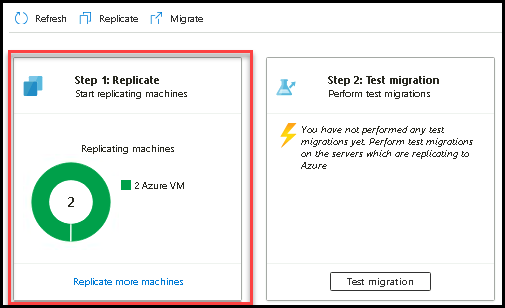 Refresh Replicate Migrate
Step 1: Replicate
Start replicating machines
Replicating machines
2
2 Azure VM
Replicate more machines
Step 2: Test migration
Perform test migrations
You have not performed any test
migrations yet. Perform test migrations
on the servers which are replicating to
Azure
Test migration